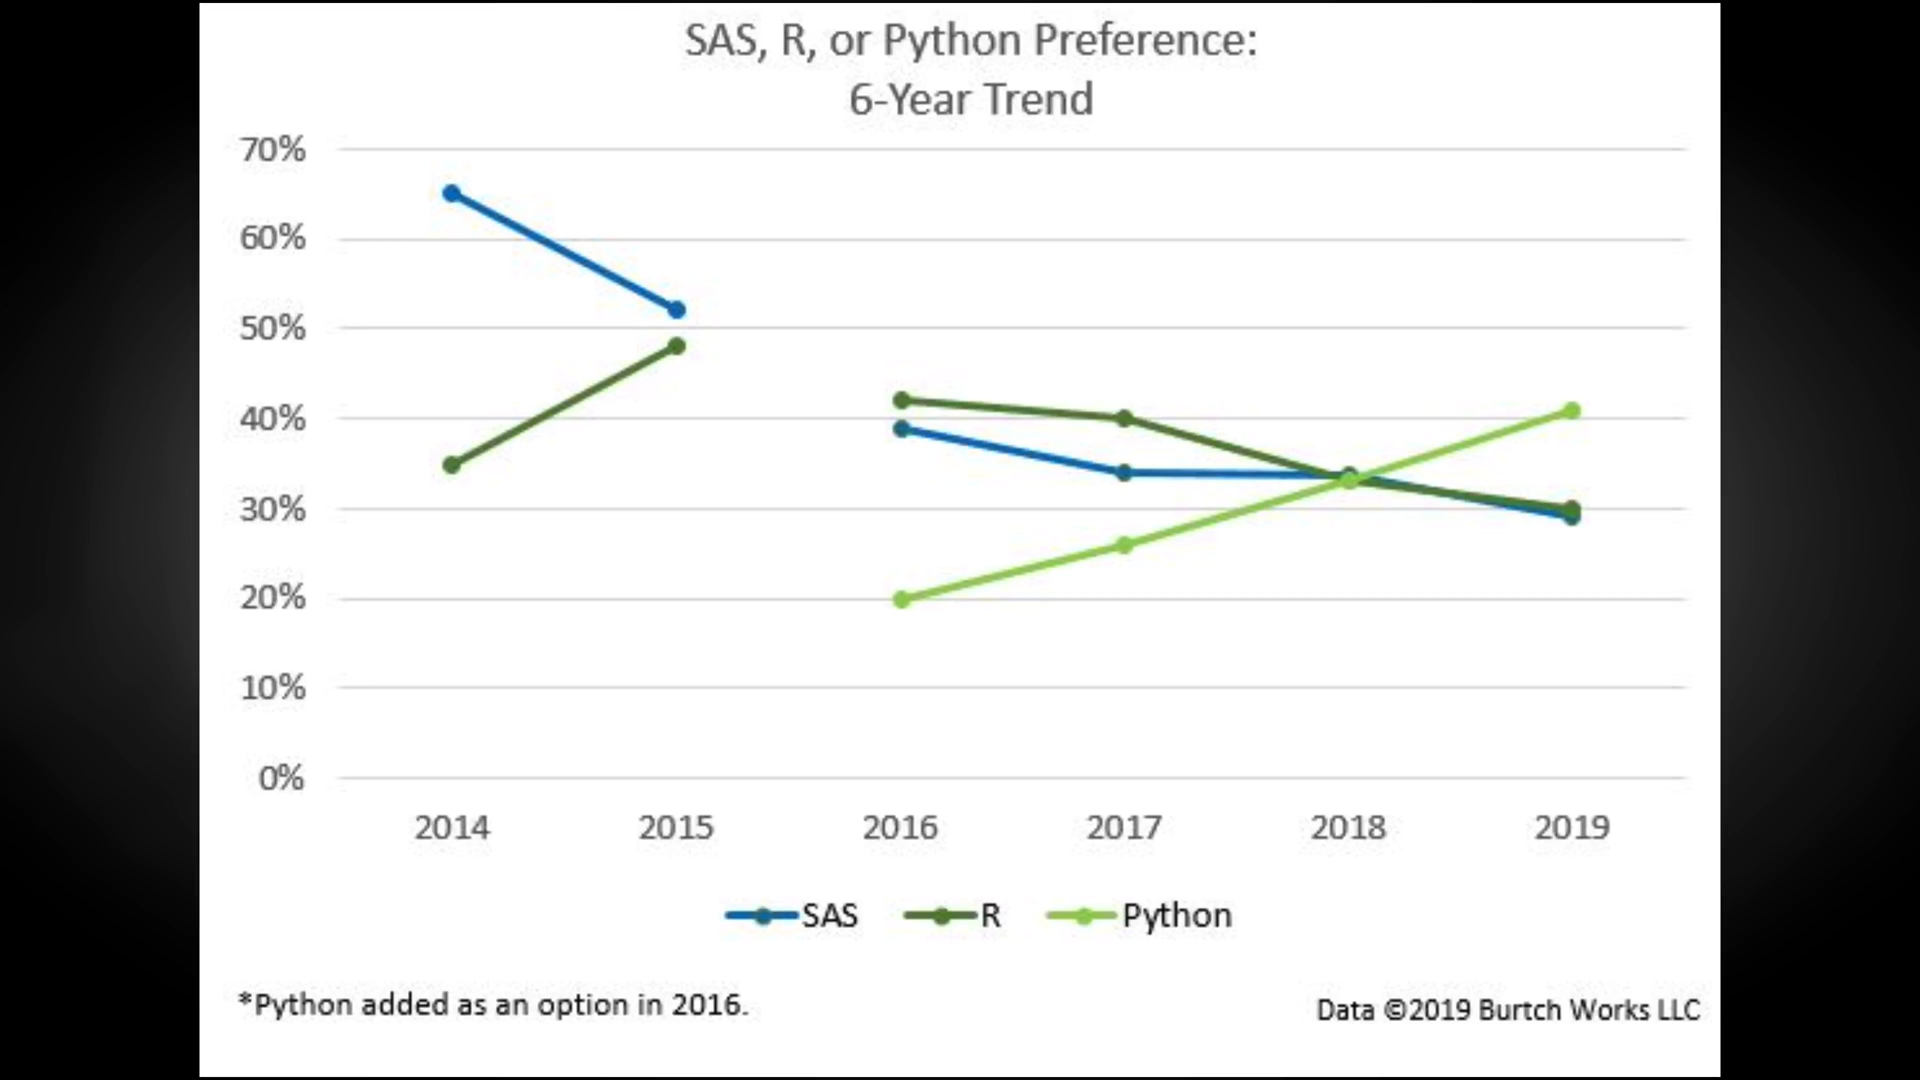 SAS, R, or Python Preference:
6-Year Trend
70%
60%
50%
40%
30%
20%
10%
0%
2014 2015 2016 2017 2018 2019
SAS R Python
*Python added as an option in 2016.
Data ©2019 Burtch Works LLC